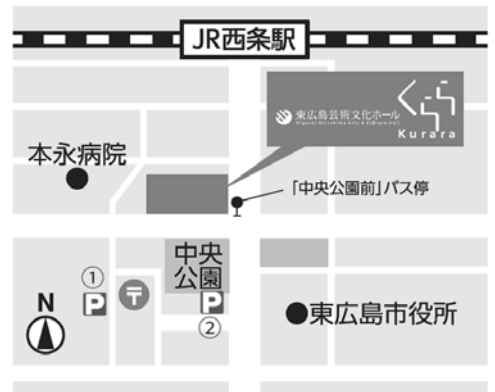 JR西条駅
くらら
東広島芸術文化ホール
Higashi Hiroshima Arts & Culture Hall
Kurara
本永病院
「中央公園前」バス停
中央
公園
①
P
〒
P
②
N
東広島市役所